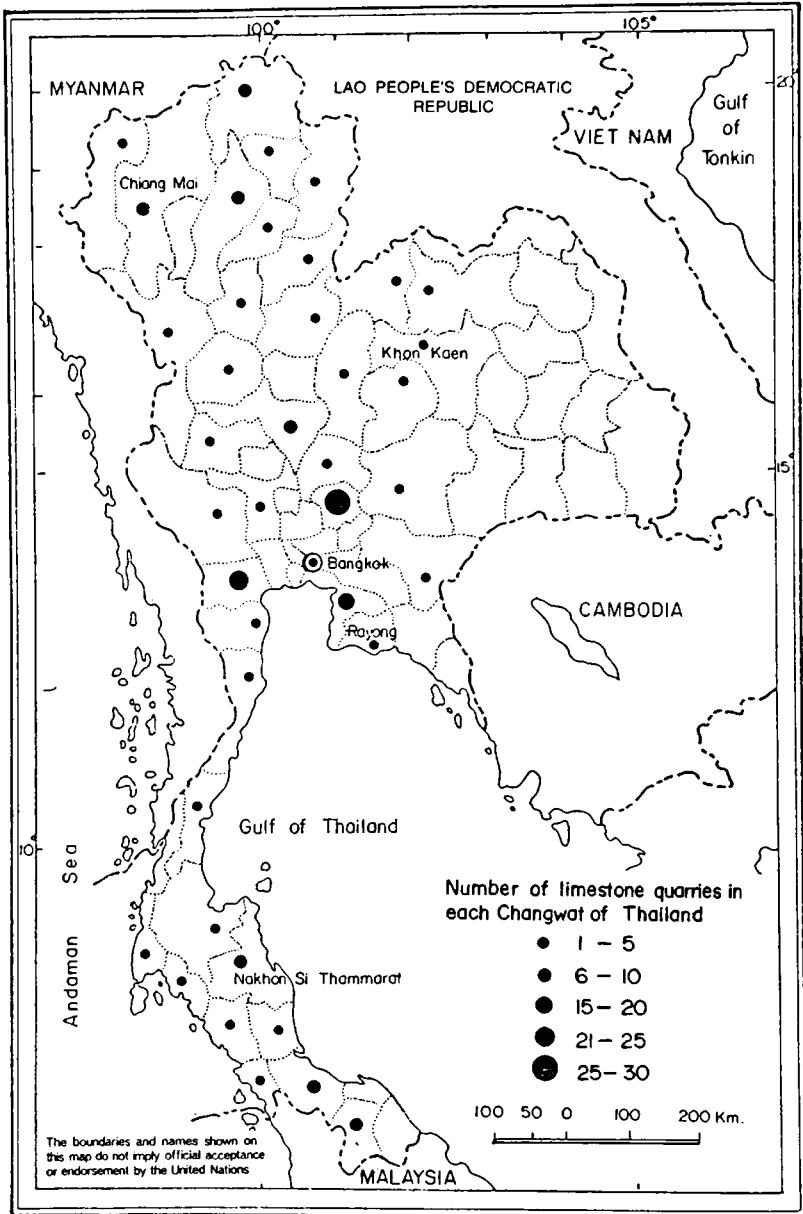 100°
105°
MYANMAR
LAO PEOPLE'S DEMOCRATIC
REPUBLIC
20°
Gulf
of
Tonkin
VIET NAM
Chiang Mai
Khon Kaen
15°
Bangkok
CAMBODIA
Rayong
Gulf of Thailand
10°
Andaman Sea
Nakhon Si Thammarat
Number of limestone quarries in
each Changwat of Thailand
1 – 5
6 – 10
15 – 20
21 – 25
25 – 30
100 50 0 100 200 Km.
The boundaries and names shown on
this map do not imply official acceptance
or endorsement by the United Nations
MALAYSIA